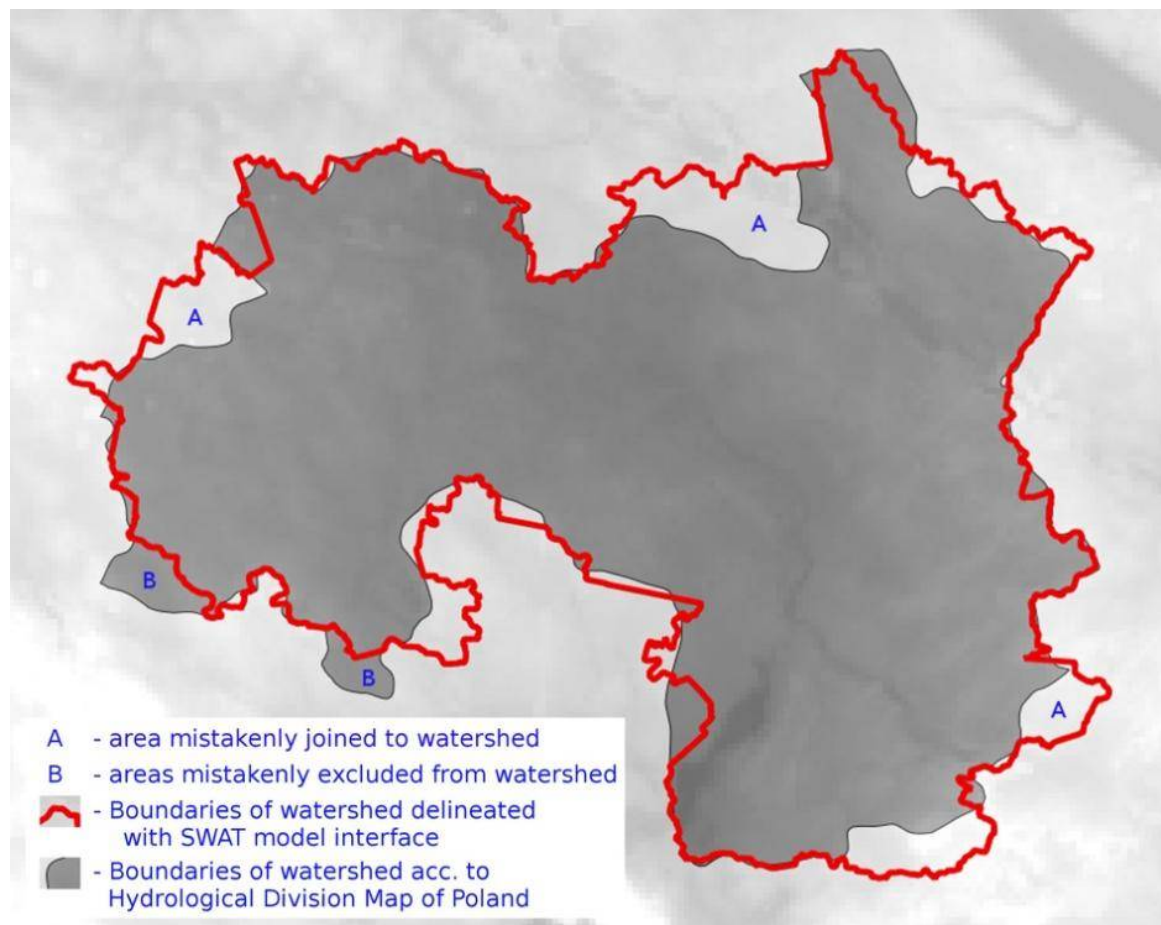 A
A
B
B
A
A - area mistakenly joined to watershed
B - areas mistakenly excluded from watershed
- Boundaries of watershed delineated
with SWAT model interface
- Boundaries of watershed acc. to
Hydrological Division Map of Poland